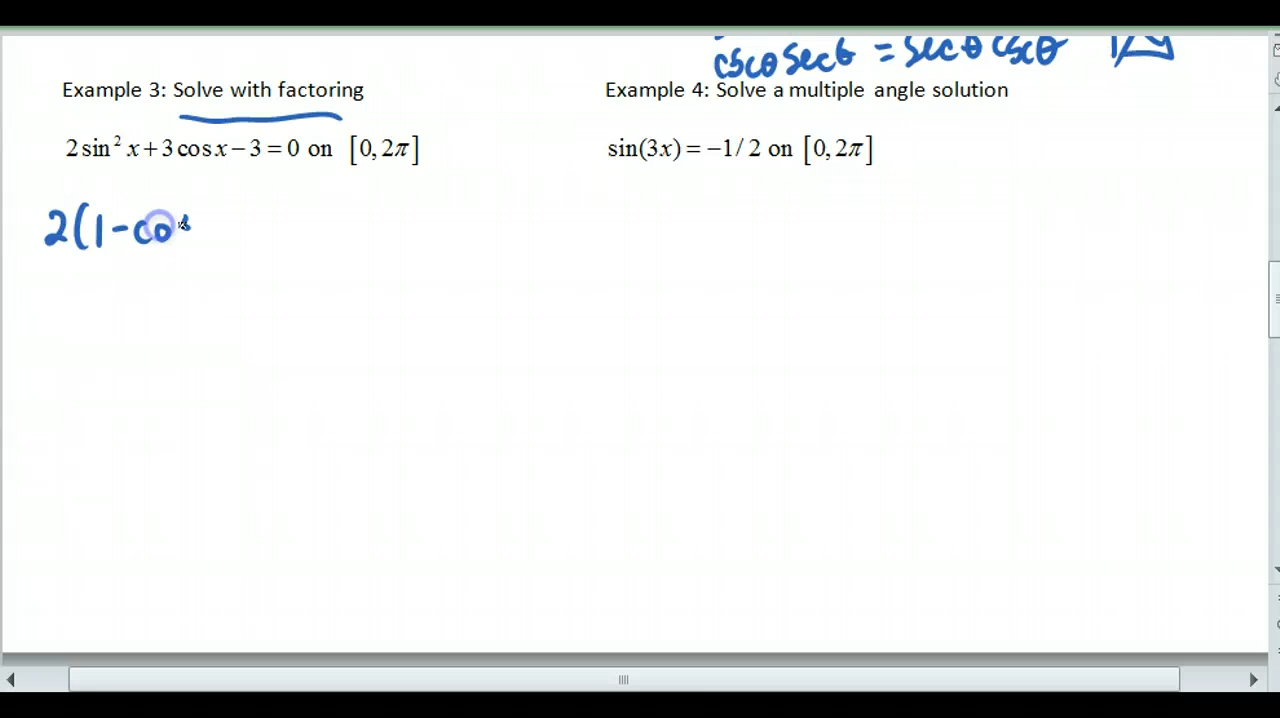 cscθ secθ = secθ cscθ
Example 3: Solve with factoring
2 sin² x + 3 cos x − 3 = 0 on [0, 2π]
2(1 - cos
Example 4: Solve a multiple angle solution
sin(3x) = −1/ 2 on [0, 2π]